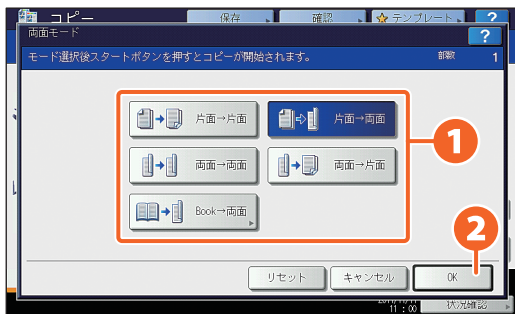 コピー 保存 確認 テンプレート ?
両面モード ?
モード選択後スタートボタンを押すとコピーが開始されます。 部数 1
片面→片面 片面→両面
1
両面→両面 両面→片面
Book→両面
2
リセット キャンセル OK
11:00 状況確認